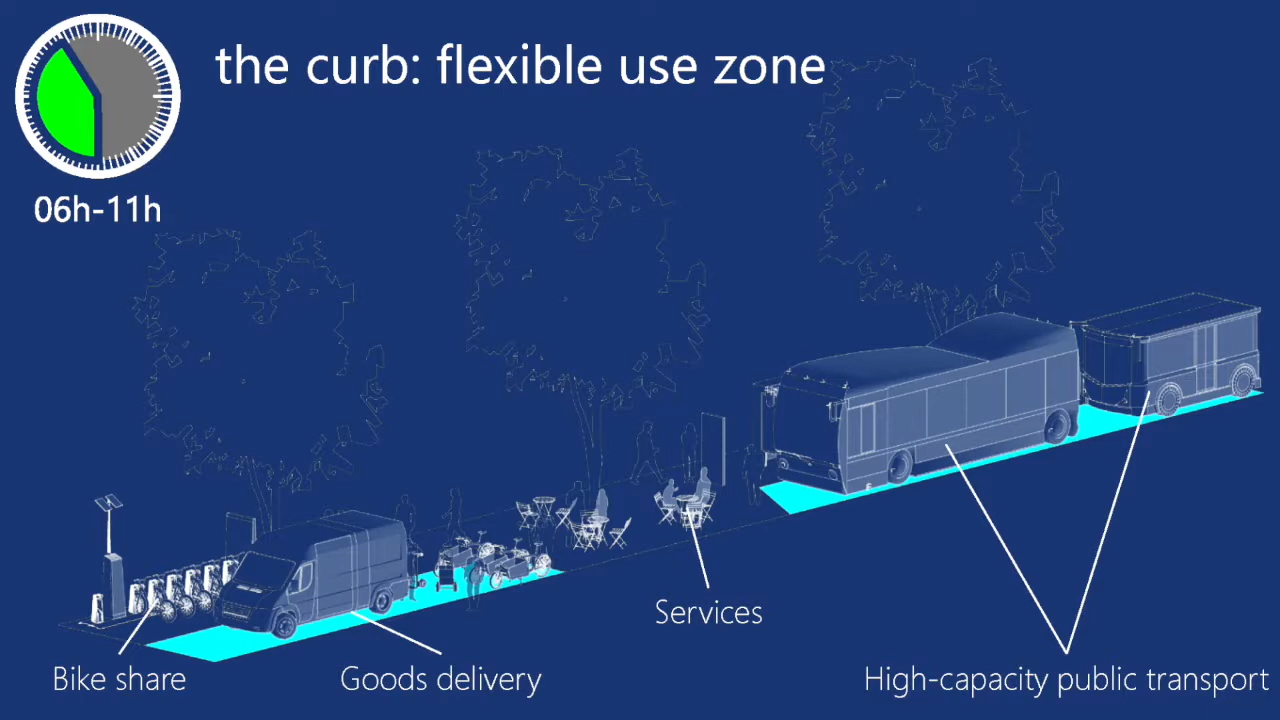 the curb: flexible use zone
06h-11h
Services
Bike share
Goods delivery
High-capacity public transport